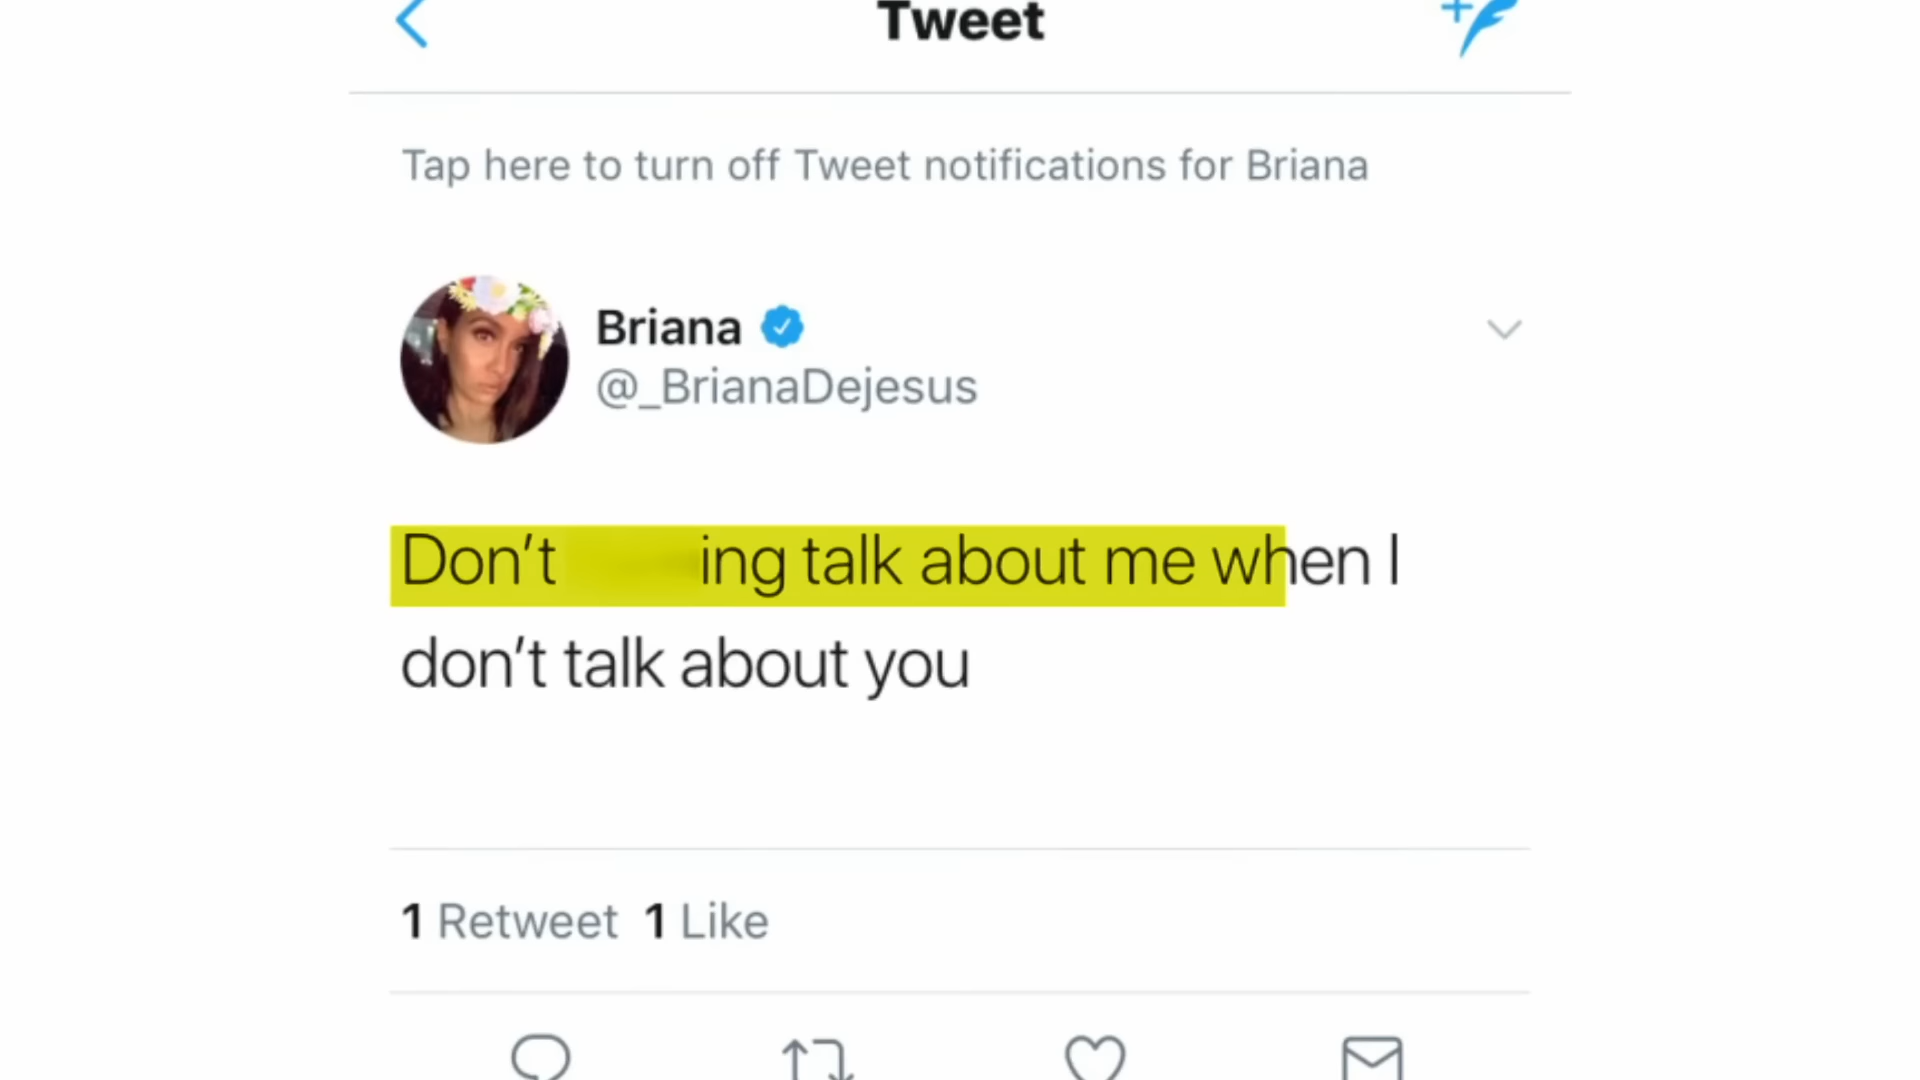 Tweet
Tap here to turn off Tweet notifications for Briana
Briana
@_BrianaDejesus
Don't ing talk about me when I
don't talk about you
1 Retweet 1 Like